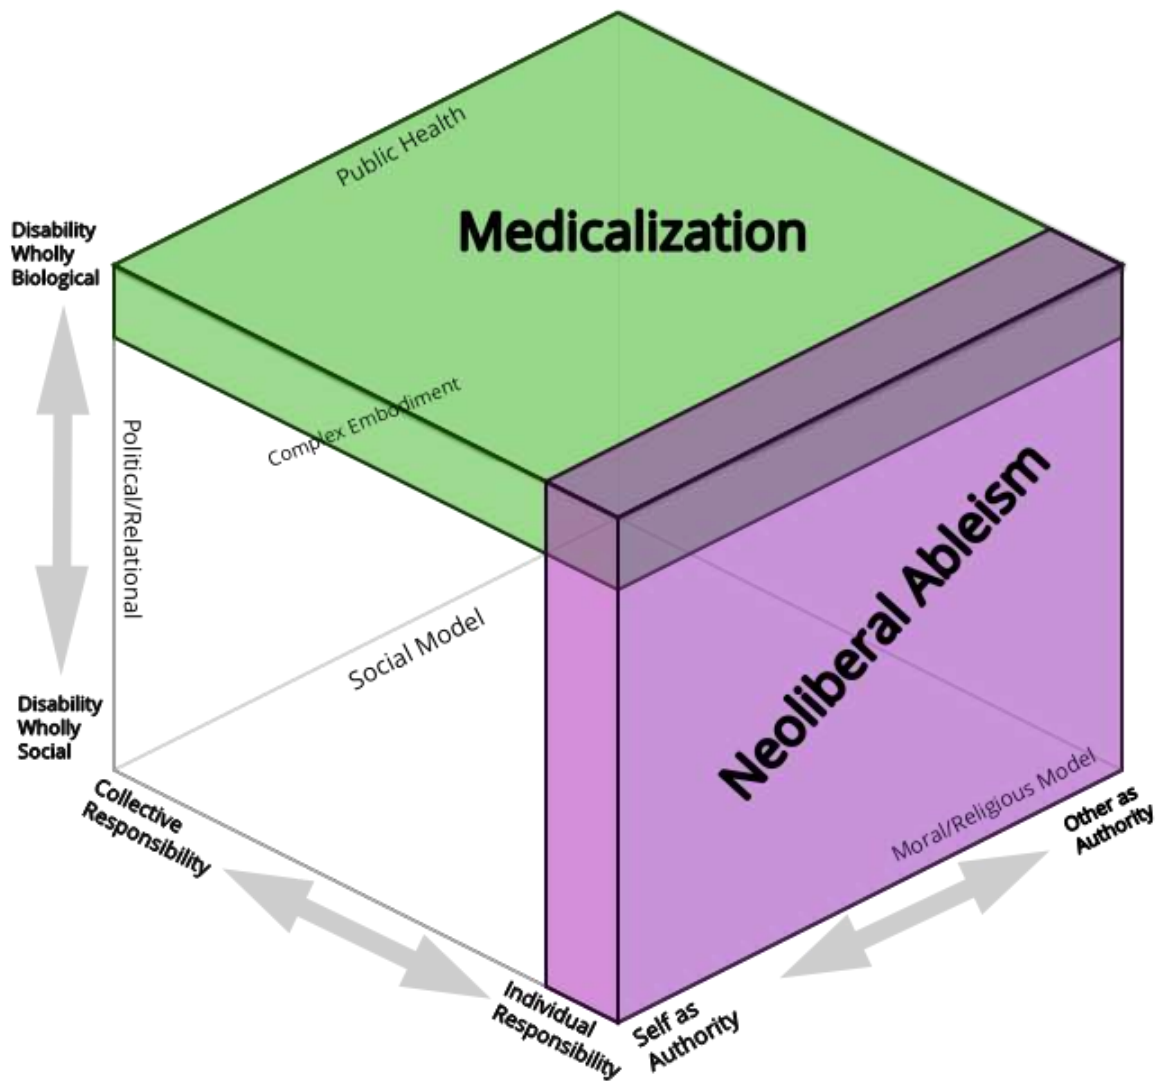 Public Health
Medicalization
Disability
Wholly
Biological
Complex Embodiment
Political/Relational
Neoliberal Ableism
Social Model
Disability
Wholly
Social
Moral/Religious Model
Collective
Responsibility
Other as
Authority
Individual
Responsibility
Self as
Authority